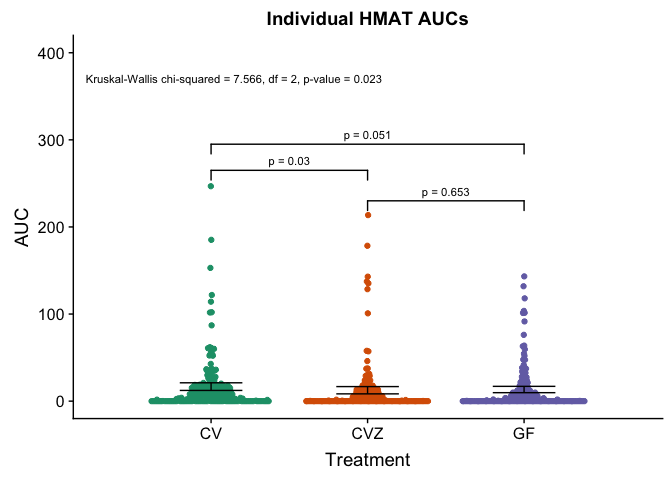 Individual HMAT AUCs
400
Kruskal-Wallis chi-squared = 7.566, df = 2, p-value = 0.023
300
p = 0.051
p = 0.03
p = 0.653
AUC
200
100
0
CV CVZ GF
Treatment